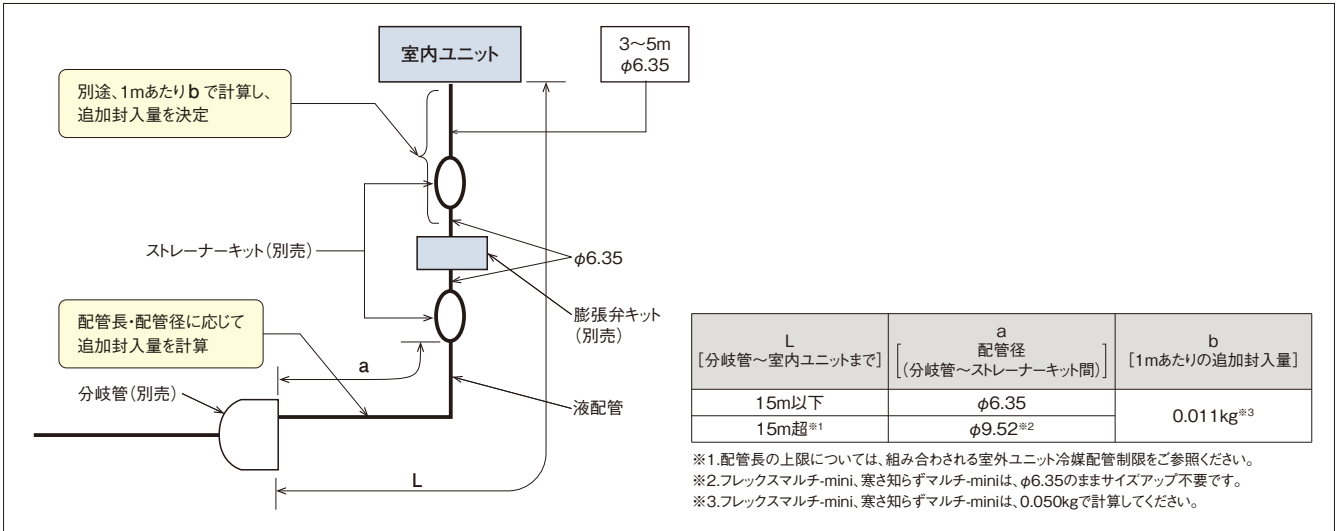 室内ユニット
3〜5m
φ6.35
別途、1mあたりb で計算し、
追加封入量を決定
ストレーナーキット(別売)
φ6.35
膨張弁キット
(別売)
配管長・配管径に応じて
追加封入量を計算
a
分岐管(別売)
液配管
L
L
[分岐管〜室内ユニットまで]
a
配管径
(分岐管〜ストレーナーキット間)
b
[1mあたりの追加封入量]
15m以下
φ6.35
0.011kg※3
15m超※1
φ9.52※2
※1.配管長の上限については、組み合わされる室外ユニット冷媒配管制限をご参照ください。
※2.フレックスマルチ-mini、寒さ知らずマルチ-miniは、φ6.35のままサイズアップ不要です。
※3.フレックスマルチ-mini、寒さ知らずマルチ-miniは、0.050kgで計算してください。